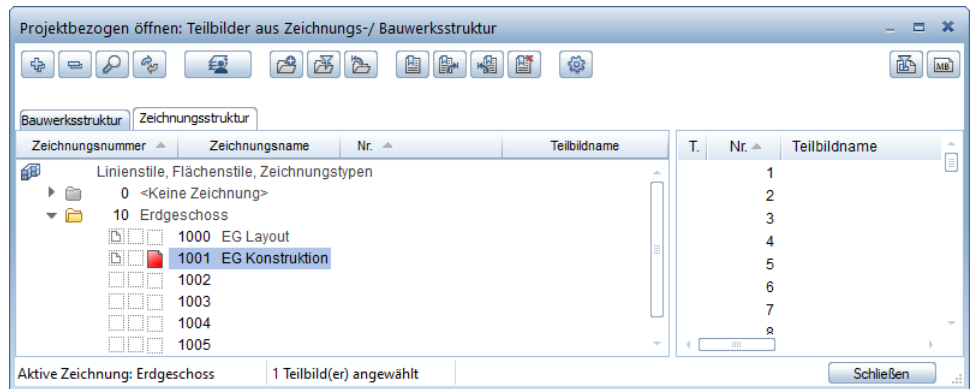 Projektbezogen öffnen: Teilbilder aus Zeichnungs-/ Bauwerksstruktur
MB
Bauwerksstruktur Zeichnungsstruktur
Zeichnungsnummer Zeichnungsname Nr. Teilbildname T. Nr. Teilbildname
Linienstile, Flächenstile, Zeichnungstypen 1
0 <Keine Zeichnung> 2
10 Erdgeschoss 3
1000 EG Layout 4
1001 EG Konstruktion 5
1002 6
1003 7
1004 8
1005
Aktive Zeichnung: Erdgeschoss 1 Teilbild(er) angewählt Schließen